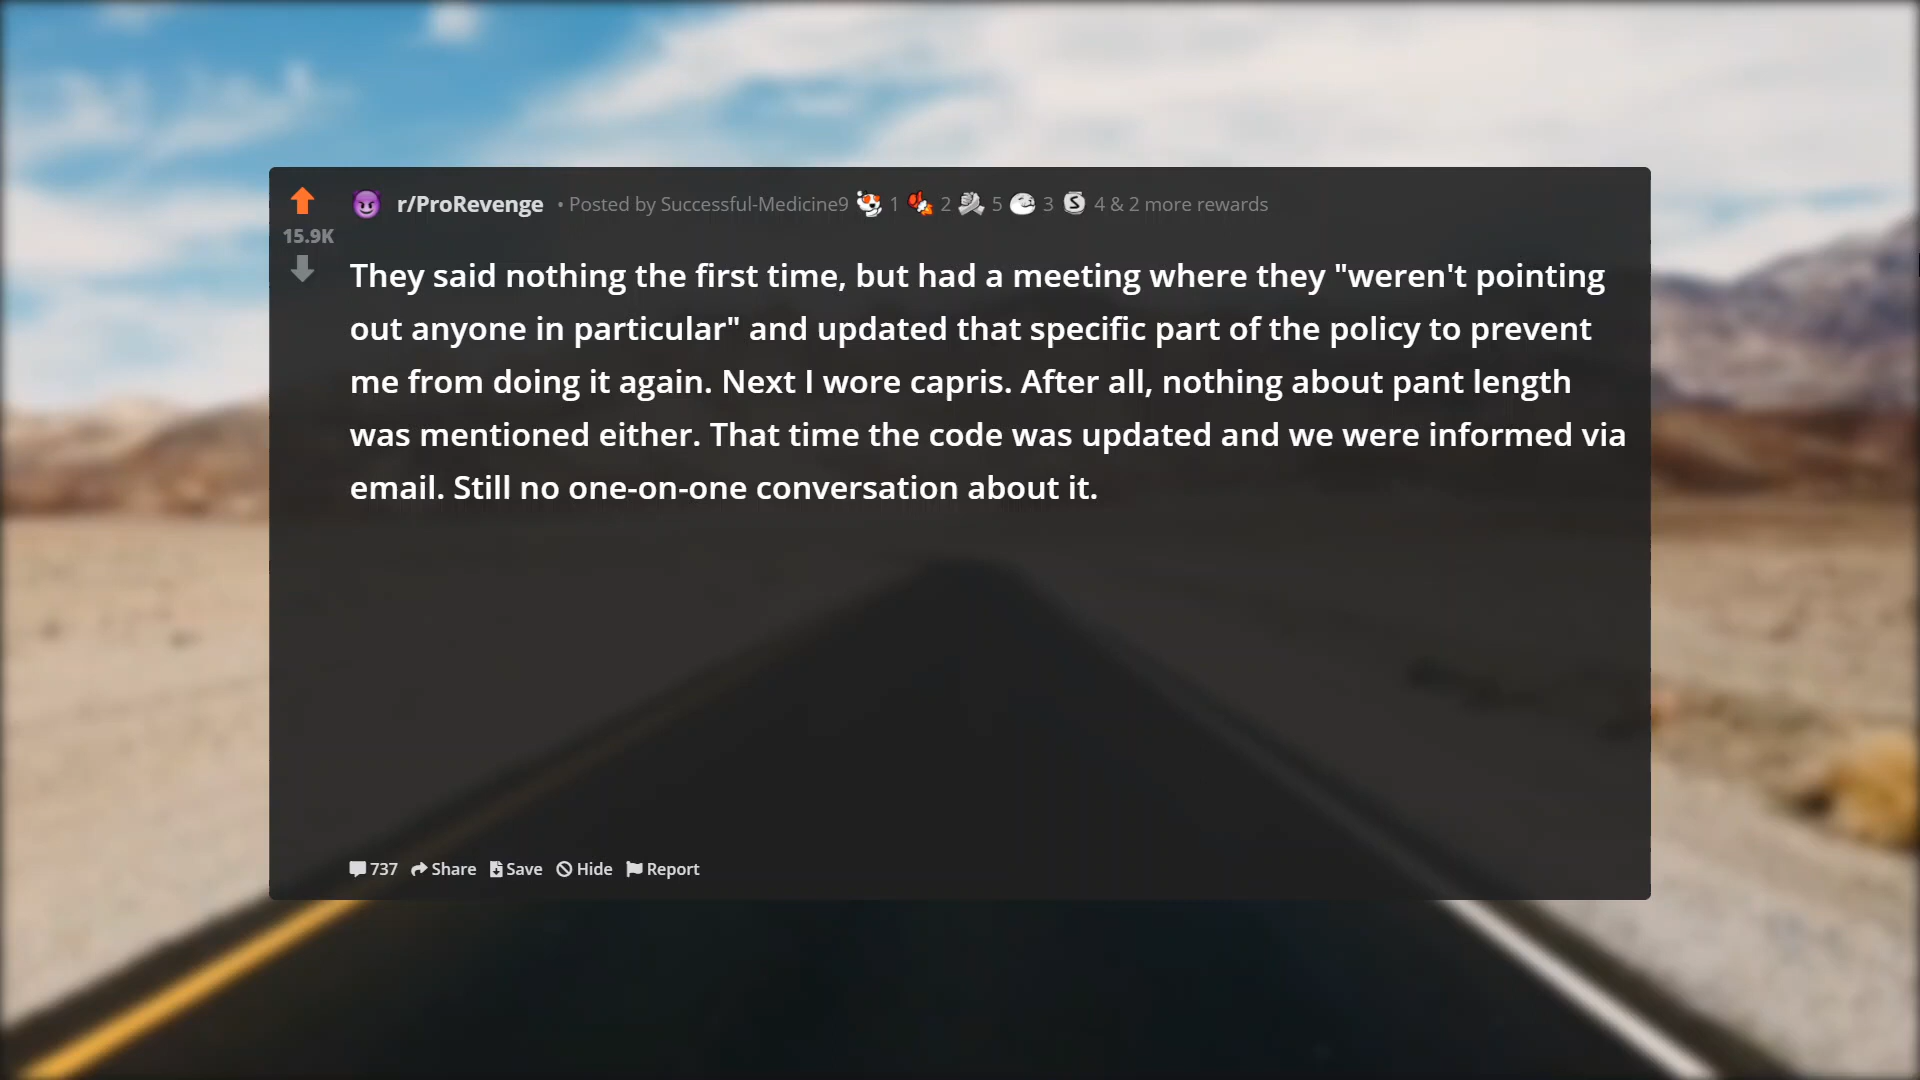 r/ProRevenge • Posted by Successful-Medicine9 1 2 5 3 S 4 & 2 more rewards
15.9K
They said nothing the first time, but had a meeting where they "weren't pointing
out anyone in particular" and updated that specific part of the policy to prevent
me from doing it again. Next I wore capris. After all, nothing about pant length
was mentioned either. That time the code was updated and we were informed via
email. Still no one-on-one conversation about it.
737 Share Save Hide Report